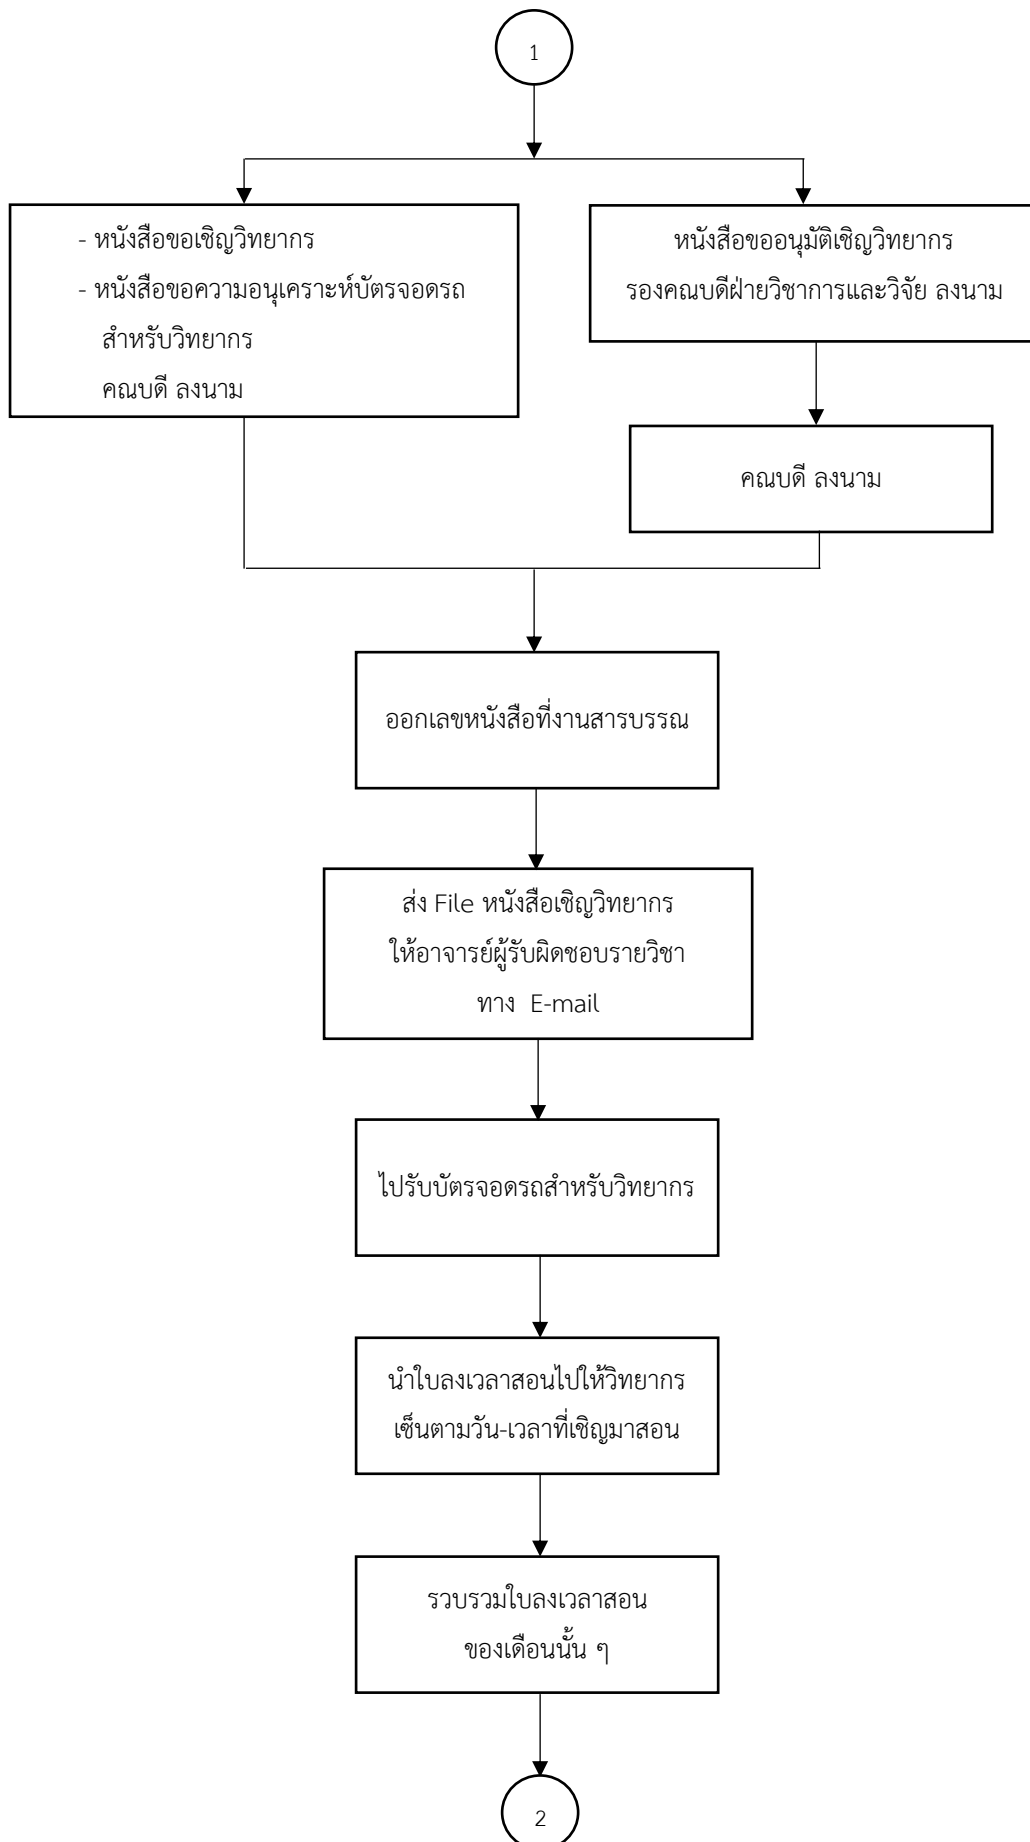 1
- หนังสือขอเชิญวิทยากร
- หนังสือขอความอนุเคราะห์บัตรจอดรถ
สำหรับวิทยากร
คณบดี ลงนาม
หนังสือขออนุมัติเชิญวิทยากร
รองคณบดีฝ่ายวิชาการและวิจัย ลงนาม
คณบดี ลงนาม
ออกเลขหนังสือที่งานสารบรรณ
ส่ง File หนังสือเชิญวิทยากร
ให้อาจารย์ผู้รับผิดชอบรายวิชา
ทาง E-mail
ไปรับบัตรจอดรถสำหรับวิทยากร
นำใบลงเวลาสอนไปให้วิทยากร
เซ็นตามวัน-เวลาที่เชิญมาสอน
รวบรวมใบลงเวลาสอน
ของเดือนนั้น ๆ
2